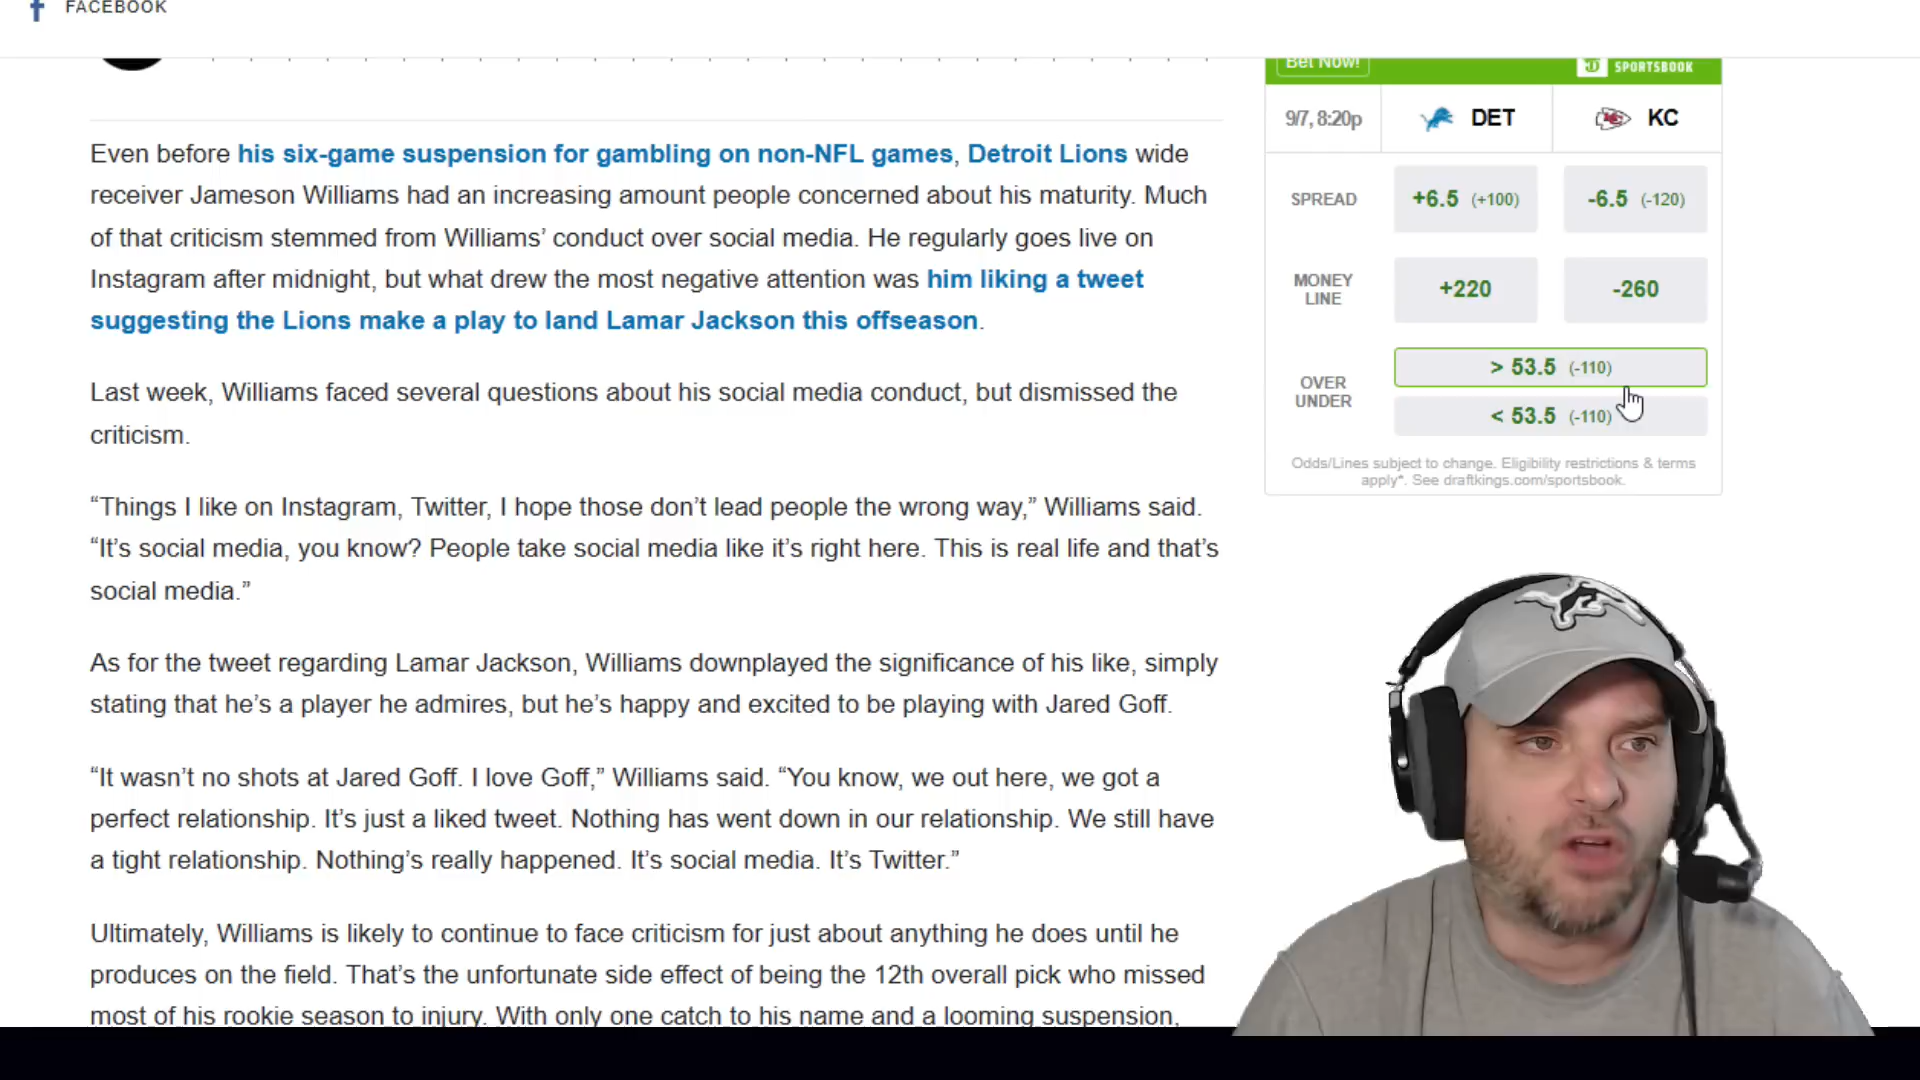 FACEBOOK
Even before his six-game suspension for gambling on non-NFL games, Detroit Lions wide
receiver Jameson Williams had an increasing amount people concerned about his maturity. Much
of that criticism stemmed from Williams’ conduct over social media. He regularly goes live on
Instagram after midnight, but what drew the most negative attention was him liking a tweet
suggesting the Lions make a play to land Lamar Jackson this offseason.
Last week, Williams faced several questions about his social media conduct, but dismissed the
criticism.
“Things I like on Instagram, Twitter, I hope those don’t lead people the wrong way,” Williams said.
“It’s social media, you know? People take social media like it’s right here. This is real life and that’s
social media.”
As for the tweet regarding Lamar Jackson, Williams downplayed the significance of his like, simply
stating that he’s a player he admires, but he’s happy and excited to be playing with Jared Goff.
“It wasn’t no shots at Jared Goff. I love Goff,” Williams said. “You know, we out here, we got a
perfect relationship. It’s just a liked tweet. Nothing has went down in our relationship. We still have
a tight relationship. Nothing’s really happened. It’s social media. It’s Twitter.”
Ultimately, Williams is likely to continue to face criticism for just about anything he does until he
produces on the field. That’s the unfortunate side effect of being the 12th overall pick who missed
most of his rookie season to injury. With only one catch to his name and a looming suspension,
Bet Now!
SPORTSBOOK
9/7, 8:20p DET KC
SPREAD +6.5 (+100) -6.5 (-120)
MONEY
LINE +220 -260
> 53.5 (-110)
OVER
UNDER
< 53.5 (-110)
Odds/Lines subject to change. Eligibility restrictions & terms
apply*. See draftkings.com/sportsbook.